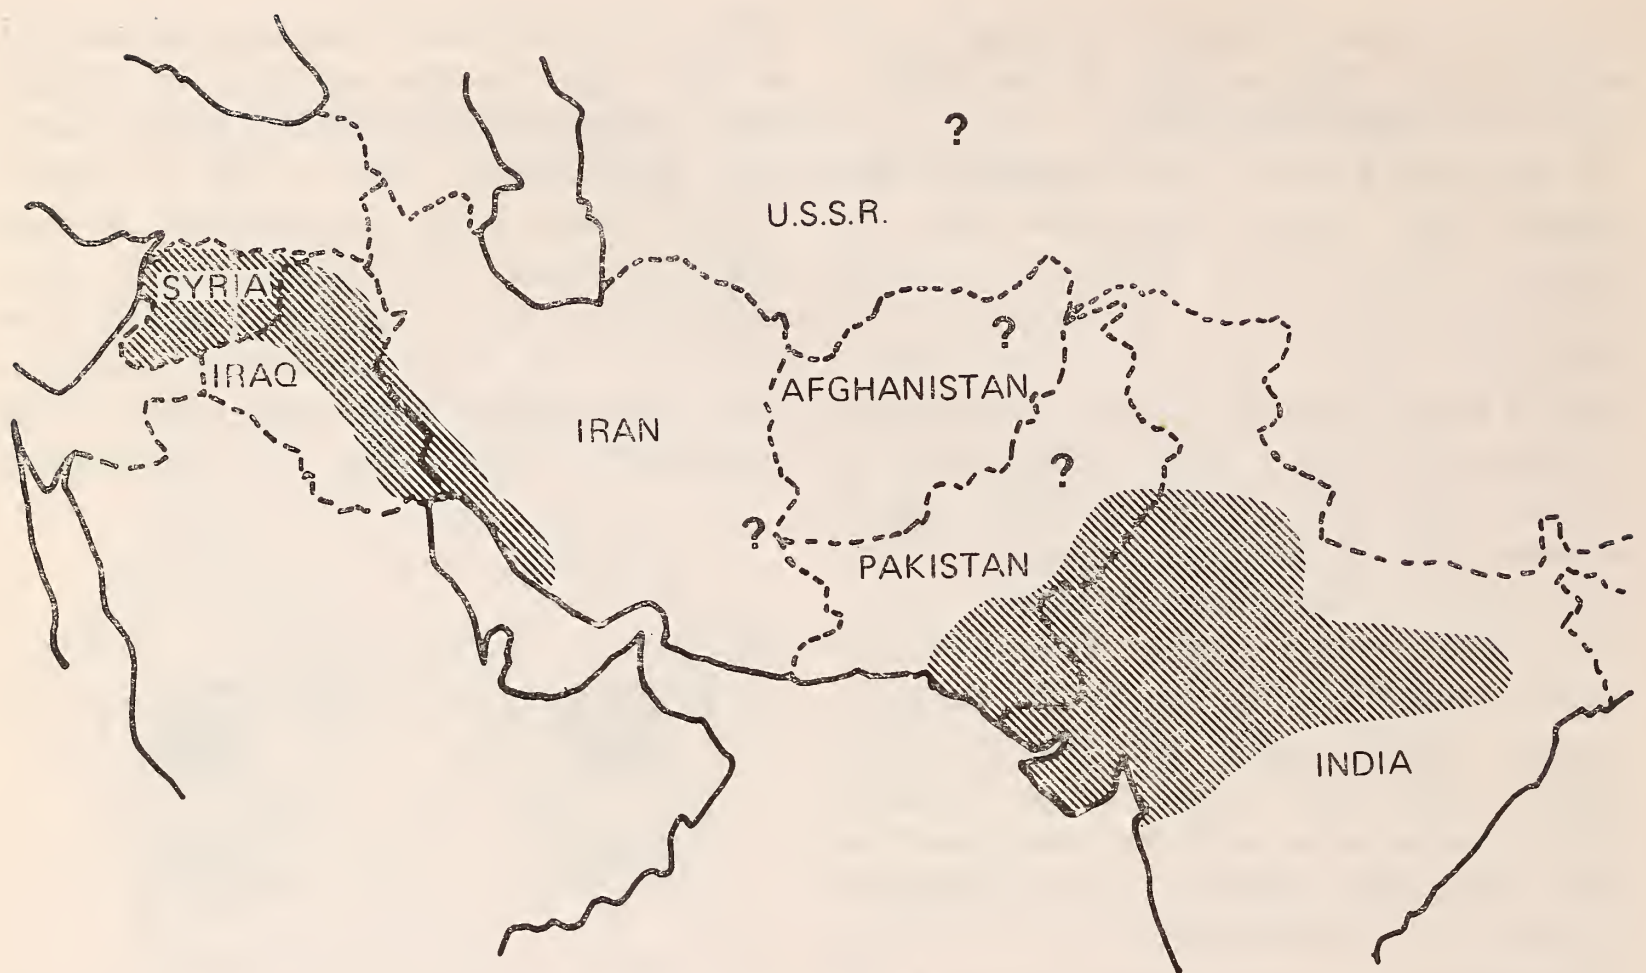 ?
U.S.S.R.
SYRIA
?
IRAQ
AFGHANISTAN
IRAN
?
?
PAKISTAN
INDIA